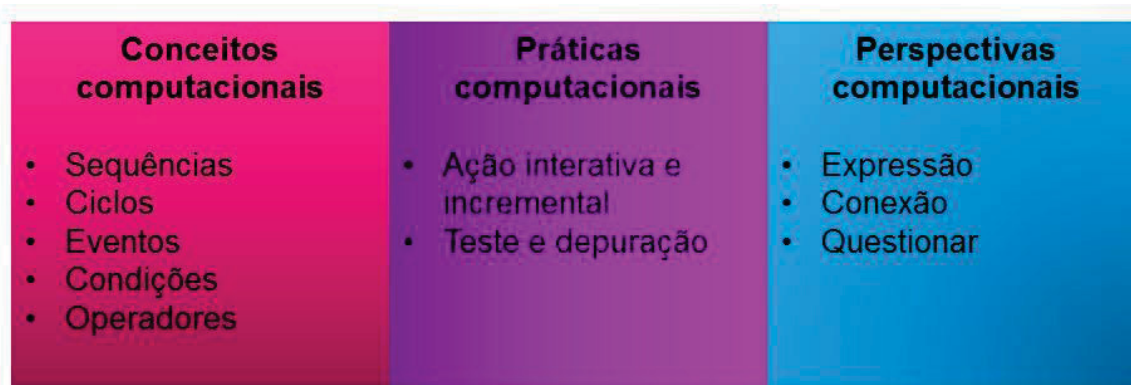 Conceitos
computacionais
• Sequências
• Ciclos
• Eventos
• Condições
• Operadores
Práticas
computacionais
• Ação interativa e
incremental
• Teste e depuração
Perspectivas
computacionais
• Expressão
• Conexão
• Questionar